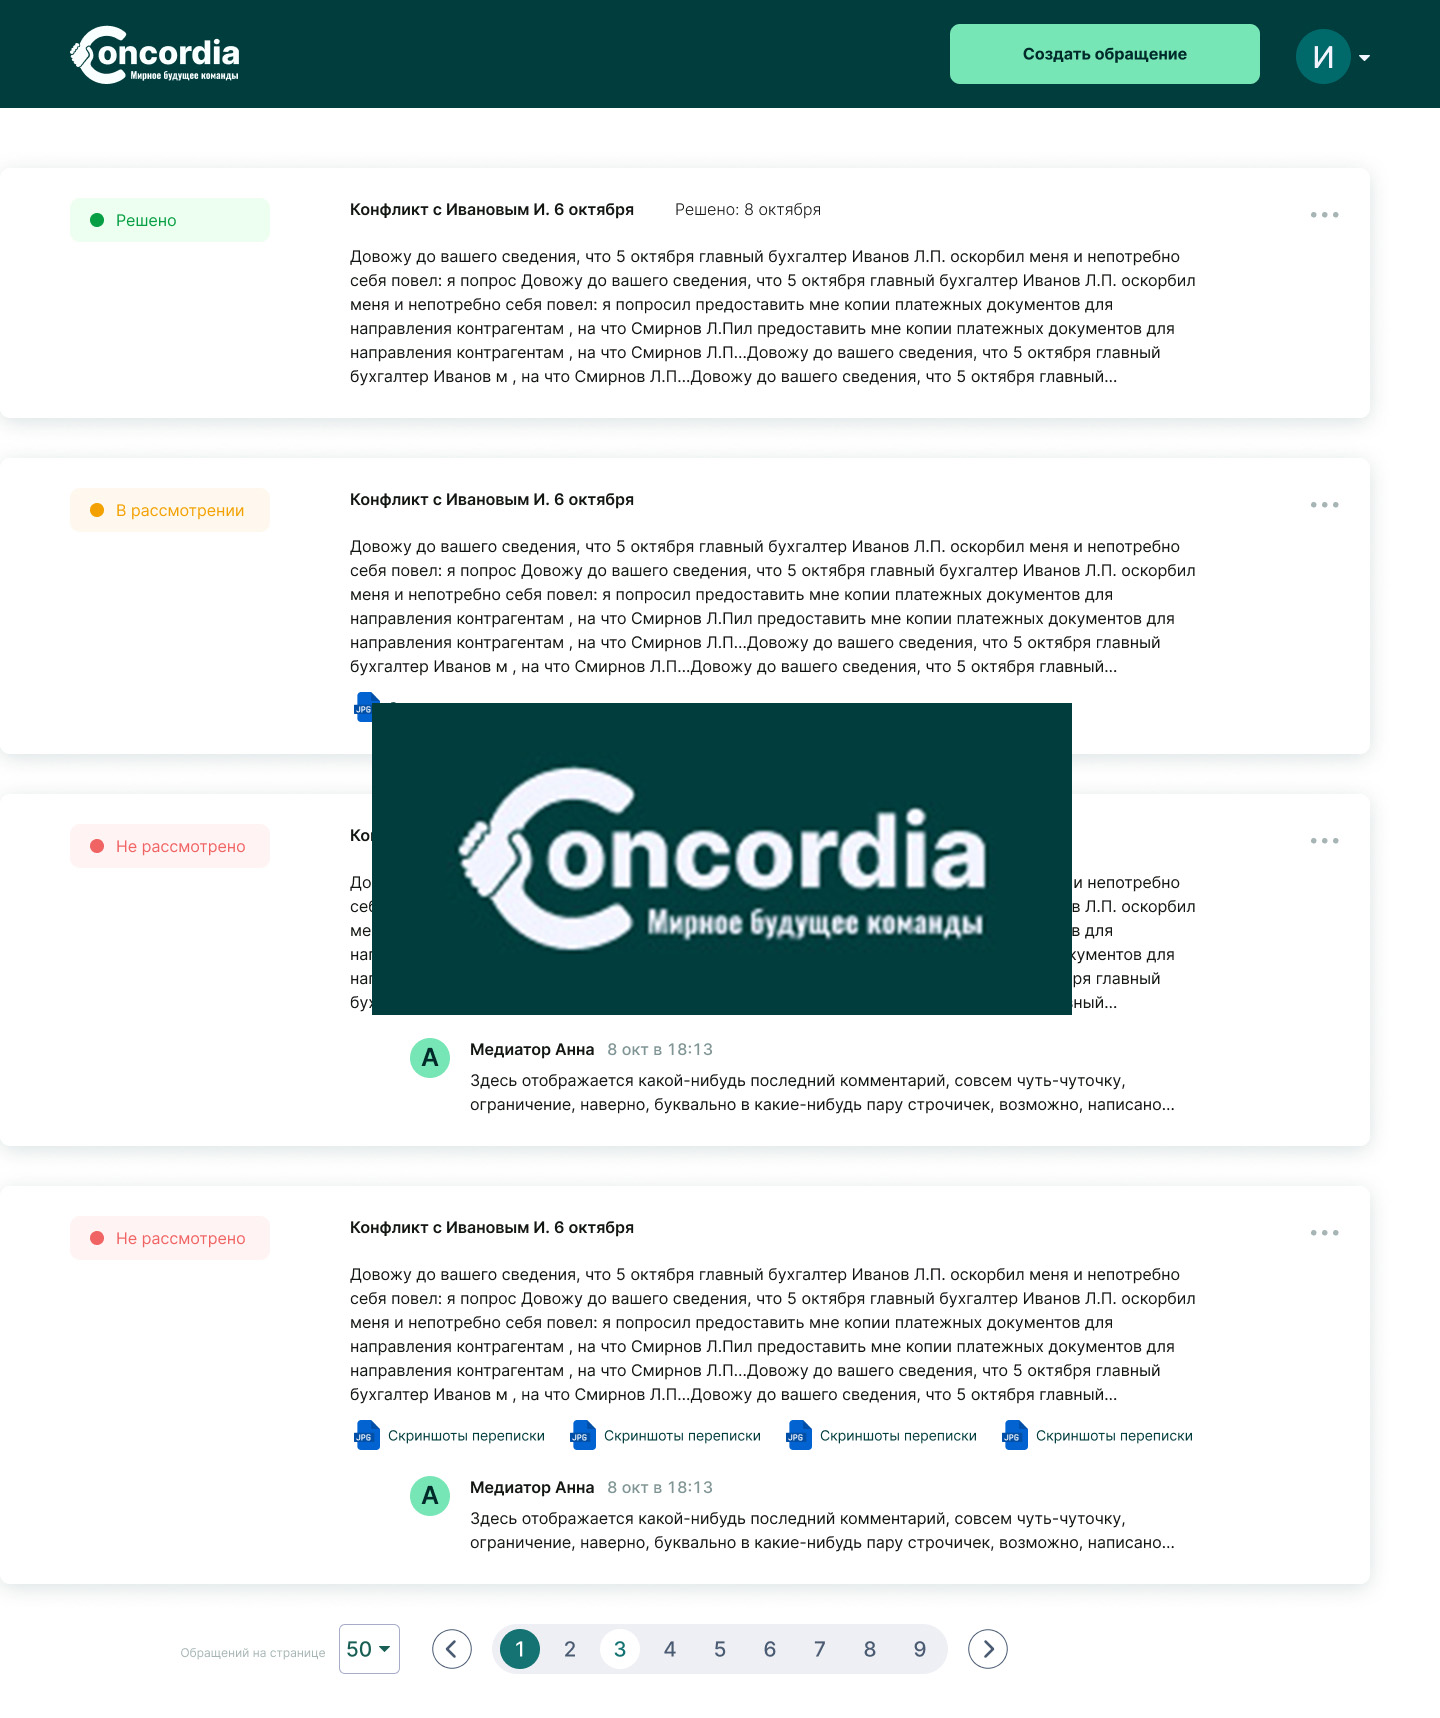 Concordia
Мирное будущее команды
Создать обращение
И
Решено
Конфликт с Ивановым И. 6 октября
Решено: 8 октября
Довожу до вашего сведения, что 5 октября главный бухгалтер Иванов Л.П. оскорбил меня и непотребно
себя повел: я попрос Довожу до вашего сведения, что 5 октября главный бухгалтер Иванов Л.П. оскорбил
меня и непотребно себя повел: я попросил предоставить мне копии платежных документов для
направления контрагентам , на что Смирнов Л.Пил предоставить мне копии платежных документов для
направления контрагентам , на что Смирнов Л.П...Довожу до вашего сведения, что 5 октября главный
бухгалтер Иванов м , на что Смирнов Л.П...Довожу до вашего сведения, что 5 октября главный...
В рассмотрении
Конфликт с Ивановым И. 6 октября
Довожу до вашего сведения, что 5 октября главный бухгалтер Иванов Л.П. оскорбил меня и непотребно
себя повел: я попрос Довожу до вашего сведения, что 5 октября главный бухгалтер Иванов Л.П. оскорбил
меня и непотребно себя повел: я попросил предоставить мне копии платежных документов для
направления контрагентам , на что Смирнов Л.Пил предоставить мне копии платежных документов для
направления контрагентам , на что Смирнов Л.П...Довожу до вашего сведения, что 5 октября главный
бухгалтер Иванов м , на что Смирнов Л.П...Довожу до вашего сведения, что 5 октября главный...
JPG
Concordia
Мирное будущее команды
Не рассмотрено
и непотребно
Л.П. оскорбил
для
для
главный
Медиатор Анна 8 окт в 18:13
А
Здесь отображается какой-нибудь последний комментарий, совсем чуть-чуточку,
ограничение, наверно, буквально в какие-нибудь пару строчичек, возможно, написано...
Не рассмотрено
Конфликт с Ивановым И. 6 октября
Довожу до вашего сведения, что 5 октября главный бухгалтер Иванов Л.П. оскорбил меня и непотребно
себя повел: я попрос Довожу до вашего сведения, что 5 октября главный бухгалтер Иванов Л.П. оскорбил
меня и непотребно себя повел: я попросил предоставить мне копии платежных документов для
направления контрагентам , на что Смирнов Л.Пил предоставить мне копии платежных документов для
направления контрагентам , на что Смирнов Л.П...Довожу до вашего сведения, что 5 октября главный
бухгалтер Иванов м , на что Смирнов Л.П...Довожу до вашего сведения, что 5 октября главный...
JPG Скриншоты переписки JPG Скриншоты переписки JPG Скриншоты переписки JPG Скриншоты переписки
Медиатор Анна 8 окт в 18:13
А
Здесь отображается какой-нибудь последний комментарий, совсем чуть-чуточку,
ограничение, наверно, буквально в какие-нибудь пару строчичек, возможно, написано...
Обращений на странице 50 1 2 3 4 5 6 7 8 9